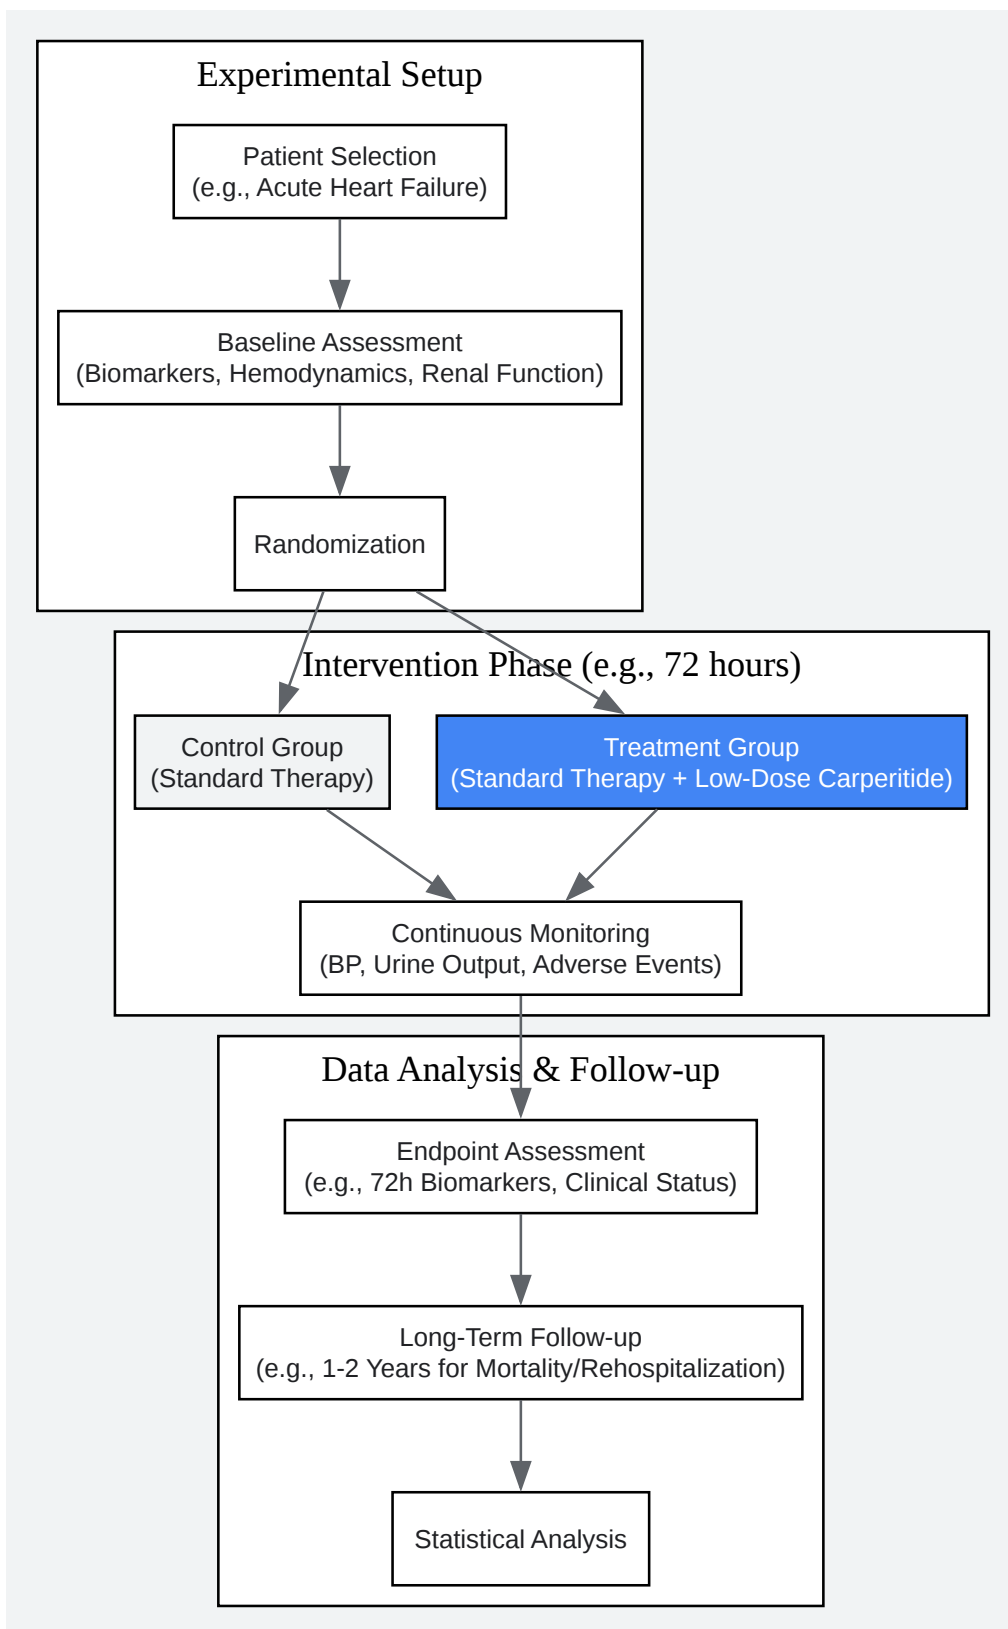 Experimental Setup
Patient Selection
(e.g., Acute Heart Failure)
Baseline Assessment
(Biomarkers, Hemodynamics, Renal Function)
Randomization
Intervention Phase (e.g., 72 hours)
Control Group
(Standard Therapy)
Treatment Group
(Standard Therapy + Low-Dose Carperitide)
Continuous Monitoring
(BP, Urine Output, Adverse Events)
Data Analysis & Follow-up
Endpoint Assessment
(e.g., 72h Biomarkers, Clinical Status)
Long-Term Follow-up
(e.g., 1-2 Years for Mortality/Rehospitalization)
Statistical Analysis